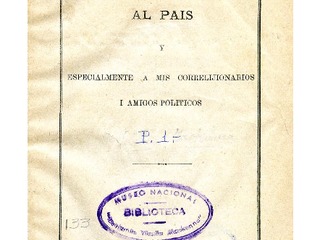 AL PAIS
Y
ESPECIALMENTE A MIS CORRELIJIONARIOS
I AMIGOS POLITICOS
P. 1.-
MUSEO NACIONAL
BIBLIOTECA
133